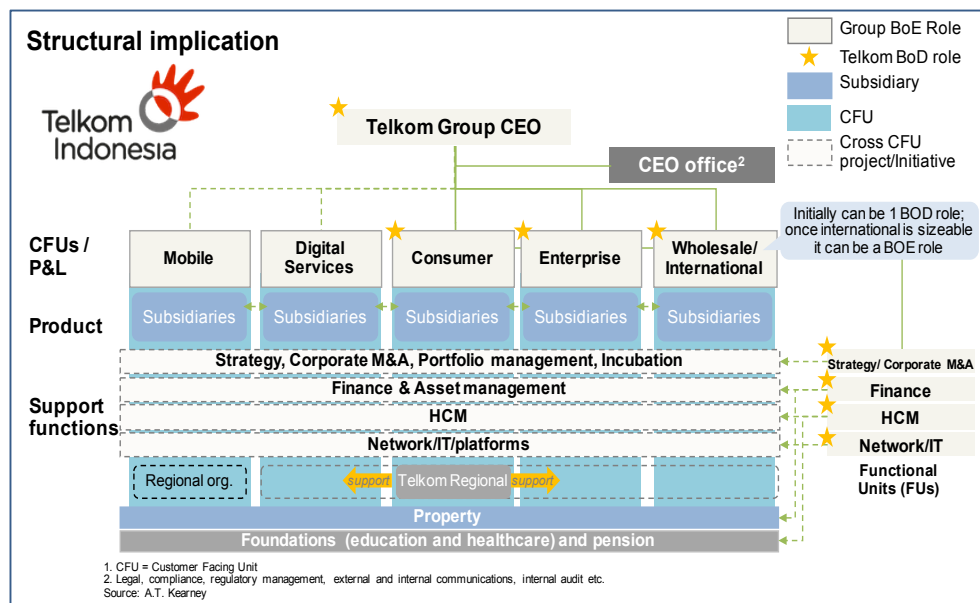 Structural implication
Telkom
Indonesia
Group BoE Role
Telkom BoD role
Subsidiary
CFU
Cross CFU
project/Initiative
Telkom Group CEO
CEO office2
Initially can be 1 BOD role;
once international is sizeable
it can be a BOE role
CFUs /
P&L
Mobile
Digital
Services
Consumer
Enterprise
Wholesale/
International
Product
Subsidiaries
Subsidiaries
Subsidiaries
Subsidiaries
Subsidiaries
Strategy, Corporate M&A, Portfolio management, Incubation
Strategy/ Corporate M&A
Finance & Asset management
Finance
Support
functions
HCM
HCM
Network/IT/platforms
Network/IT
Functional
Units (FUs)
Regional org.
support
Telkom Regional
support
Property
Foundations (education and healthcare) and pension
1. CFU = Customer Facing Unit
2. Legal, compliance, regulatory management, external and internal communications, internal audit etc.
Source: A.T. Kearney